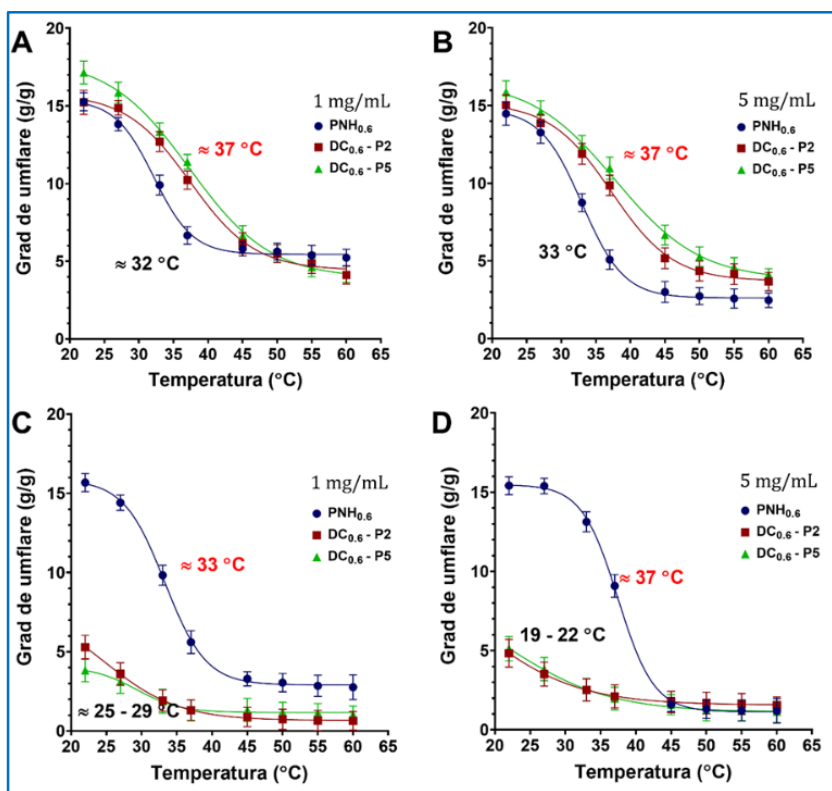 A
Grad de umflare (g/g)
20
15
10
5
0
1 mg/mL
PNH0.6
DC0.6 - P2
DC0.6 - P5
≈ 37 °C
≈ 32 °C
20 25 30 35 40 45 50 55 60 65
Temperatura (°C)
B
Grad de umflare (g/g)
20
15
10
5
0
5 mg/mL
PNH0.6
DC0.6 - P2
DC0.6 - P5
≈ 37 °C
33 °C
20 25 30 35 40 45 50 55 60 65
Temperatura (°C)
C
Grad de umflare (g/g)
20
15
10
5
0
1 mg/mL
PNH0.6
DC0.6 - P2
DC0.6 - P5
≈ 33 °C
≈ 25 - 29 °C
20 25 30 35 40 45 50 55 60 65
Temperatura (°C)
D
Grad de umflare (g/g)
20
15
10
5
0
5 mg/mL
PNH0.6
DC0.6 - P2
DC0.6 - P5
≈ 37 °C
19 - 22 °C
20 25 30 35 40 45 50 55 60 65
Temperatura (°C)